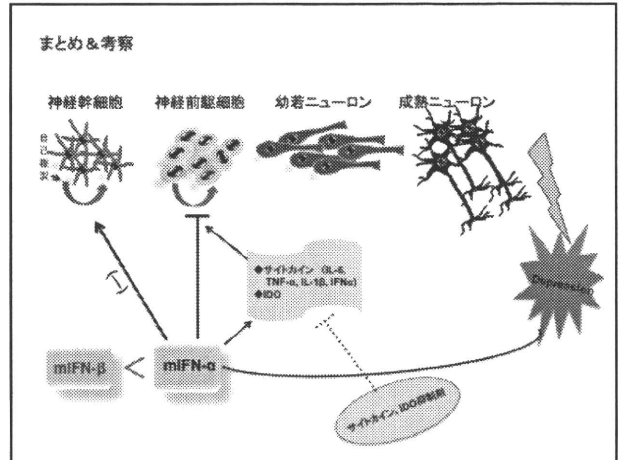 まとめ&考察
神経幹細胞
神経前駆細胞
幼若ニューロン
成熟ニューロン
◆サイトカイン (IL-6,
TNF-α, IL-1β, IFNα)
◆IDO
Depression
mIFN-β
<
mIFN-α
サイトカイン、IDO抑制剤